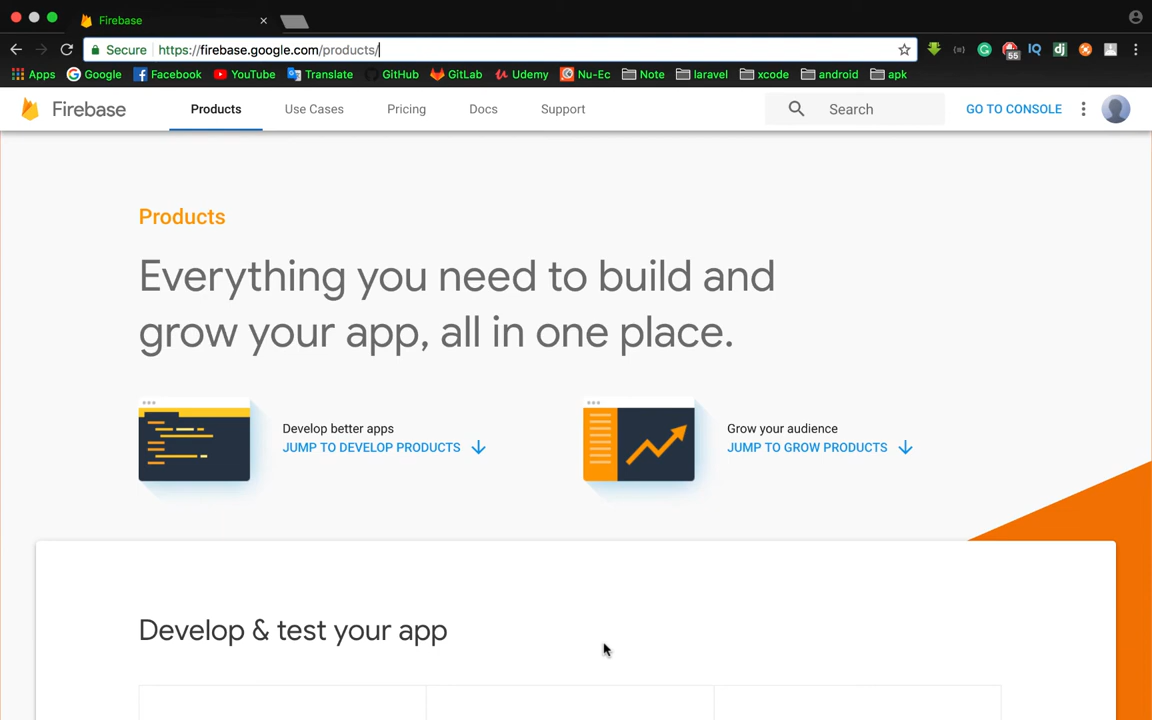 Firebase
Secure https://firebase.google.com/products/
Apps Google Facebook YouTube Translate GitHub GitLab Udemy Nu-Ec Note laravel xcode android apk
55 IQ dj
Firebase Products Use Cases Pricing Docs Support Search GO TO CONSOLE
Products
Everything you need to build and
grow your app, all in one place.
Develop better apps
JUMP TO DEVELOP PRODUCTS
Grow your audience
JUMP TO GROW PRODUCTS
Develop & test your app